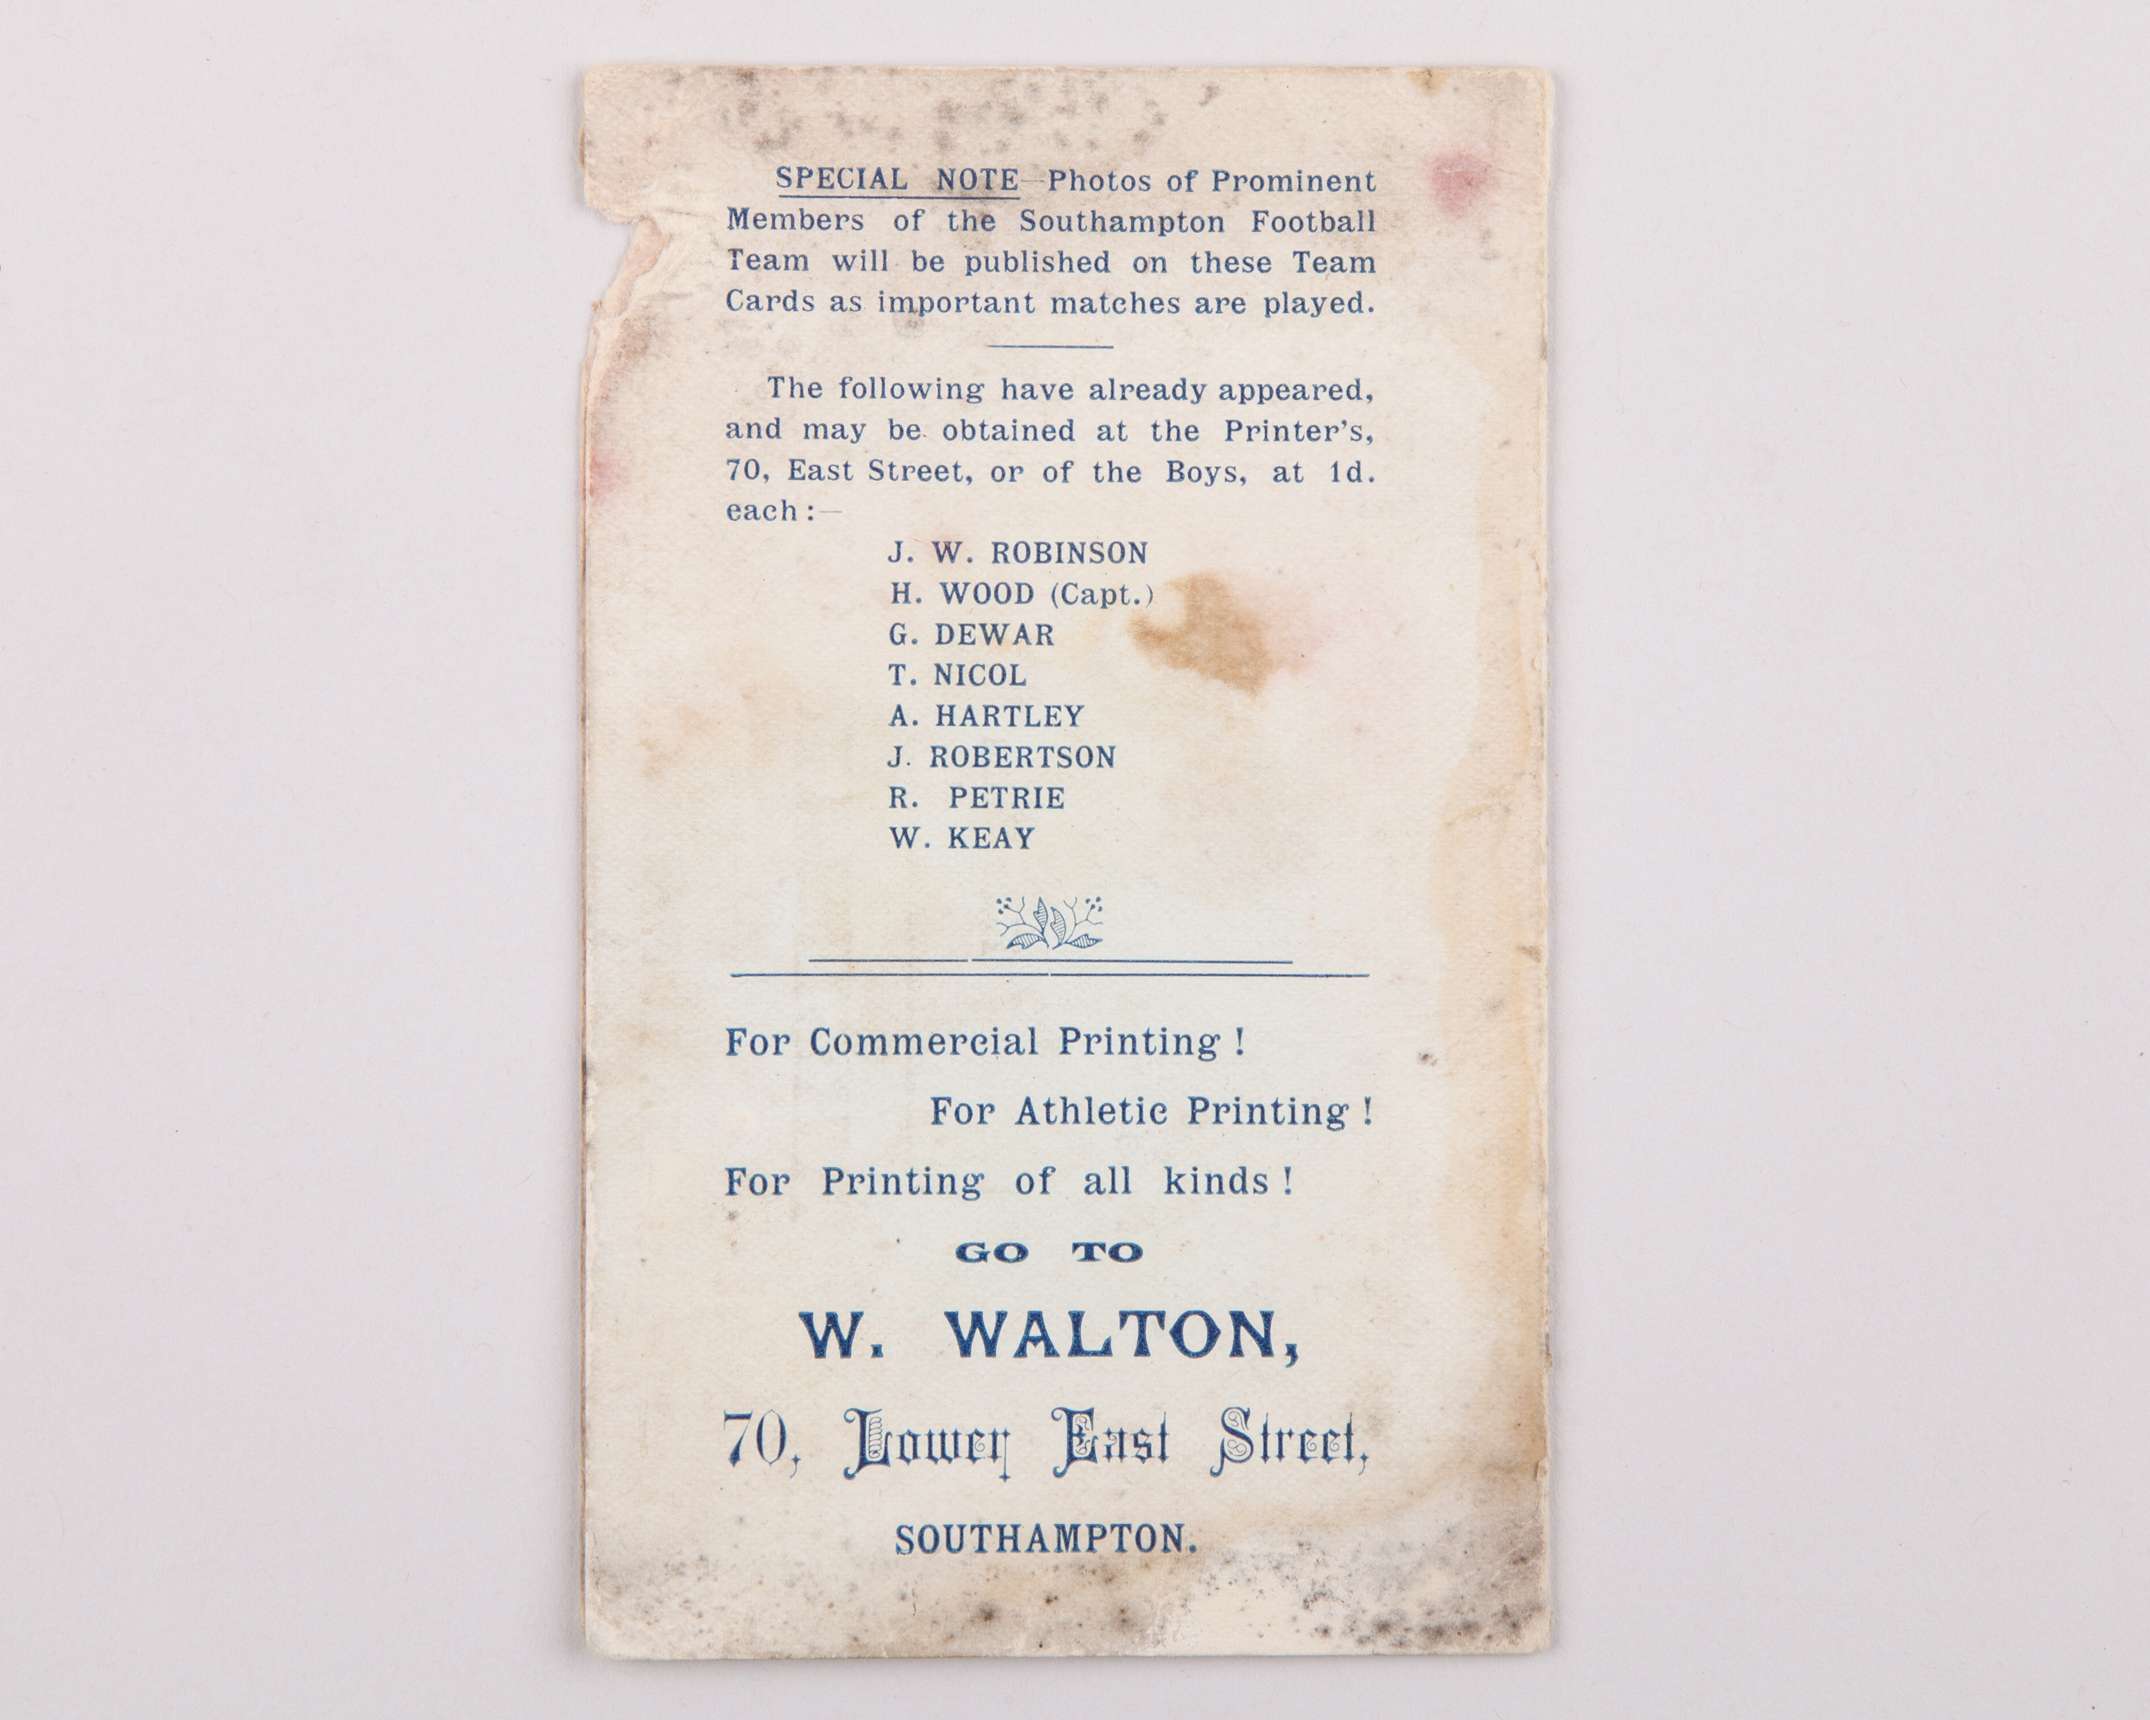 SPECIAL NOTE—Photos of Prominent
Members of the Southampton Football
Team will be published on these Team
Cards as important matches are played.
The following have already appeared,
and may be obtained at the Printer's,
70, East Street, or of the Boys, at 1d.
each:—
J. W. ROBINSON
H. WOOD (Capt.)
G. DEWAR
T. NICOL
A. HARTLEY
J. ROBERTSON
R. PETRIE
W. KEAY
For Commercial Printing!
For Athletic Printing!
For Printing of all kinds!
GO TO
W. WALTON,
70, Lower East Street,
SOUTHAMPTON.